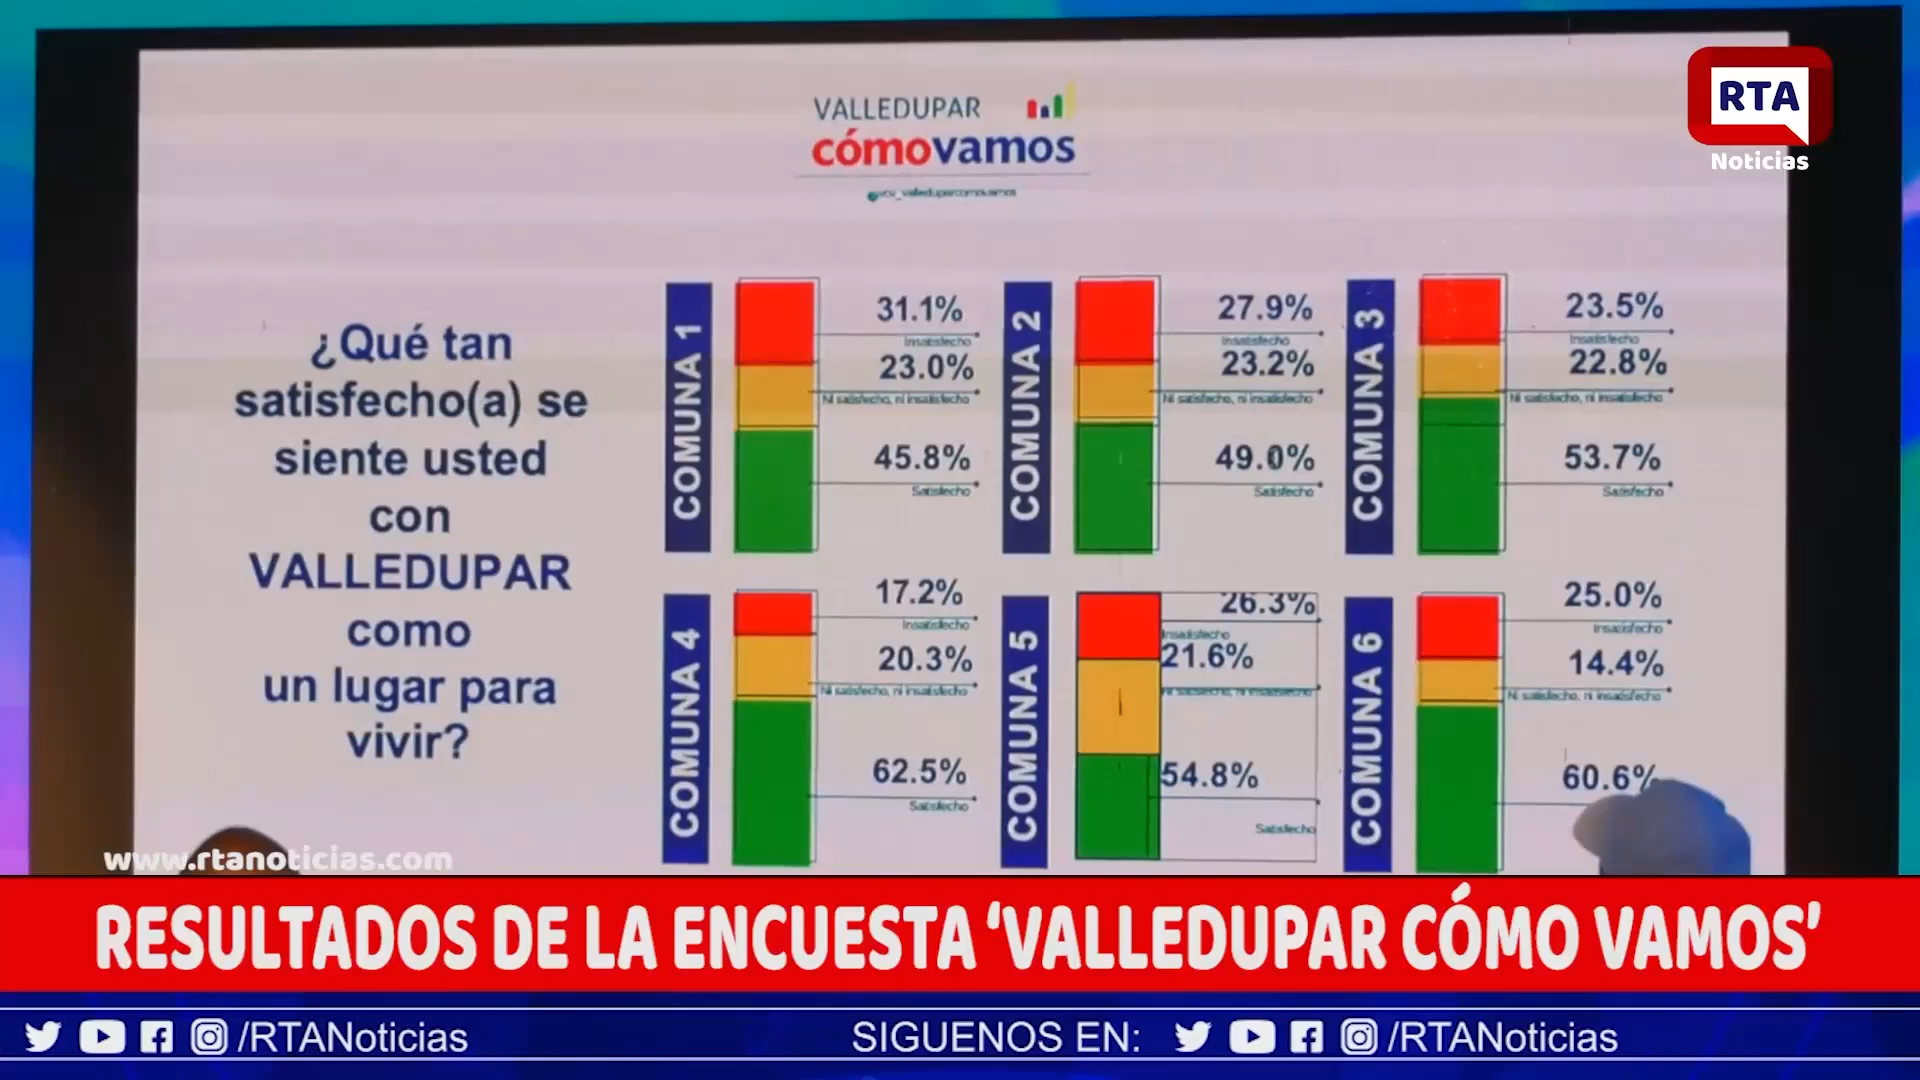 RTA
Noticias
VALLEDUPAR
cómovamos
¿Qué tan
satisfecho(a) se
siente usted
con
VALLEDUPAR
como
un lugar para
vivir?
COMUNA 1
31.1%
Insatisfecho
23.0%
Ni satisfecho, ni insatisfecho
45.8%
Satisfecho
COMUNA 2
27.9%
Insatisfecho
23.2%
Ni satisfecho, ni insatisfecho
49.0%
Satisfecho
COMUNA 3
23.5%
Insatisfecho
22.8%
Ni satisfecho, ni insatisfecho
53.7%
Satisfecho
COMUNA 4
17.2%
Insatisfecho
20.3%
Ni satisfecho, ni insatisfecho
62.5%
Satisfecho
COMUNA 5
26.3%
Insatisfecho
21.6%
Ni satisfecho, ni insatisfecho
54.8%
Satisfecho
COMUNA 6
25.0%
Insatisfecho
14.4%
Ni satisfecho, ni insatisfecho
60.6%
www.rtanoticias.com
RESULTADOS DE LA ENCUESTA ‘VALLEDUPAR CÓMO VAMOS’
/RTANoticias
SIGUENOS EN: /RTANoticias